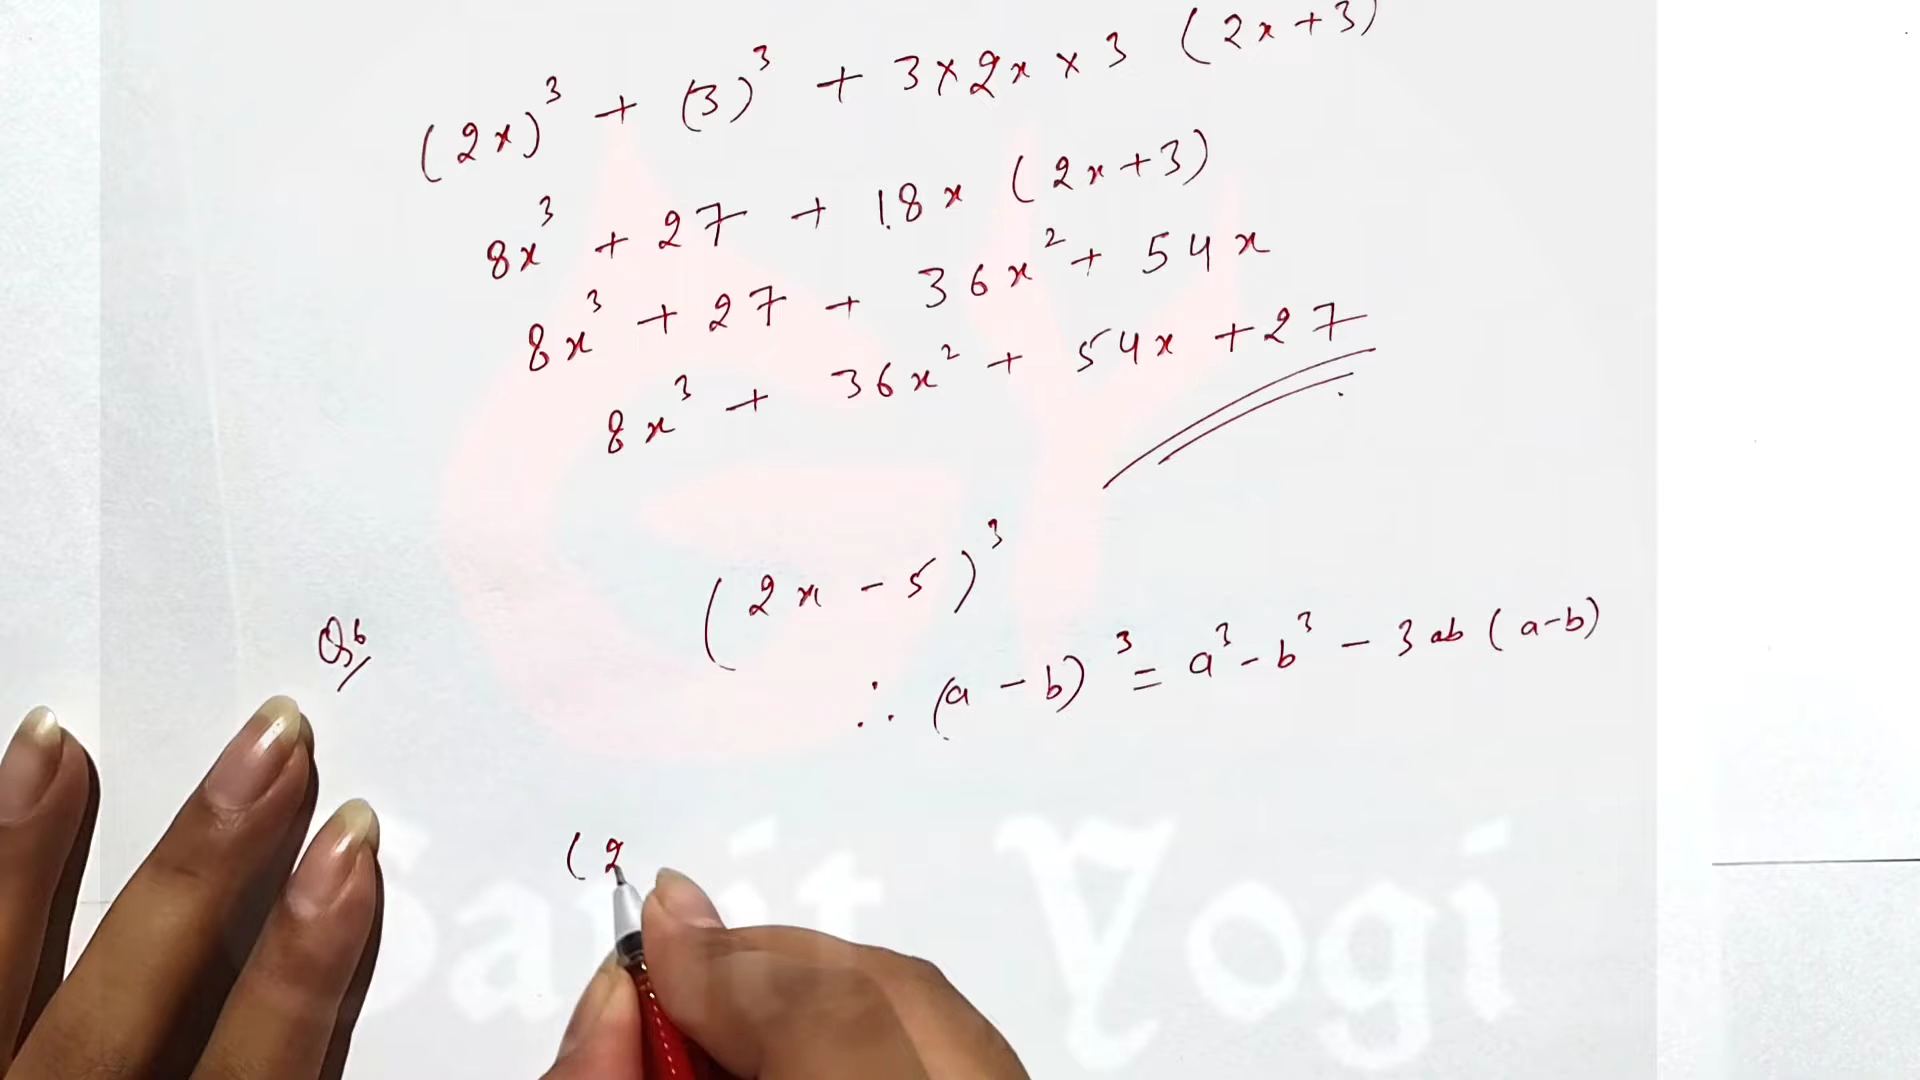 (2x)³ + (3)³ + 3×2x×3 (2x+3)
8x³ + 27 + 18x (2x+3)
8x³ + 27 + 36x² + 54x
8x³ + 36x² + 54x + 27
Q6 (2x - 5)³
∴ (a - b)³ = a³ - b³ - 3ab (a-b)
(2
Yogi